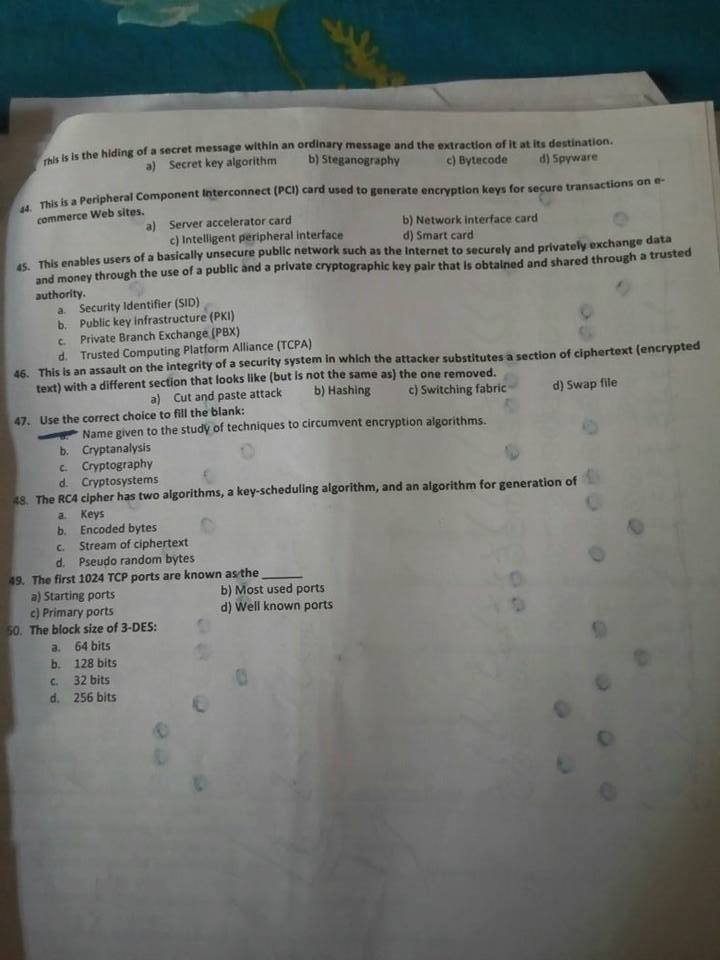 This is is the hiding of a secret message within an ordinary message and the extraction of it at its destination.
a) Secret key algorithm b) Steganography c) Bytecode d) Spyware
44. This is a Peripheral Component Interconnect (PCI) card used to generate encryption keys for secure transactions on e-
commerce Web sites.
a) Server accelerator card b) Network interface card
c) Intelligent peripheral interface d) Smart card
45. This enables users of a basically unsecure public network such as the Internet to securely and privately exchange data
and money through the use of a public and a private cryptographic key pair that is obtained and shared through a trusted
authority.
a. Security Identifier (SID)
b. Public key infrastructure (PKI)
c. Private Branch Exchange (PBX)
d. Trusted Computing Platform Alliance (TCPA)
46. This is an assault on the integrity of a security system in which the attacker substitutes a section of ciphertext (encrypted
text) with a different section that looks like (but is not the same as) the one removed.
a) Cut and paste attack b) Hashing c) Switching fabric d) Swap file
47. Use the correct choice to fill the blank:
Name given to the study of techniques to circumvent encryption algorithms.
b. Cryptanalysis
c. Cryptography
d. Cryptosystems
48. The RC4 cipher has two algorithms, a key-scheduling algorithm, and an algorithm for generation of
a. Keys
b. Encoded bytes
c. Stream of ciphertext
d. Pseudo random bytes
49. The first 1024 TCP ports are known as the ______
a) Starting ports b) Most used ports
c) Primary ports d) Well known ports
50. The block size of 3-DES:
a. 64 bits
b. 128 bits
c. 32 bits
d. 256 bits